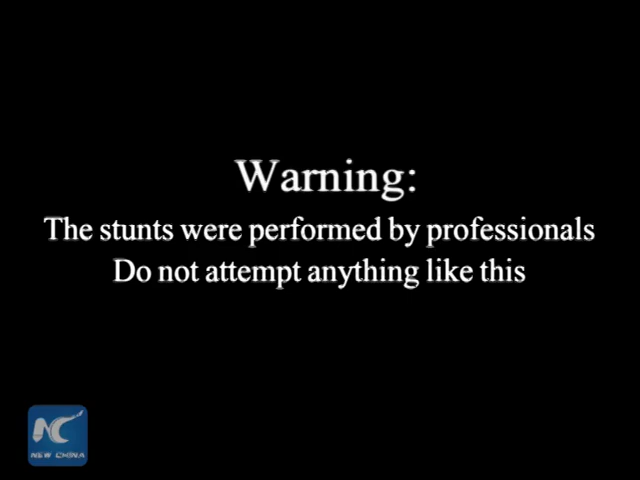 Warning:
The stunts were performed by professionals
Do not attempt anything like this
NEW CHINA